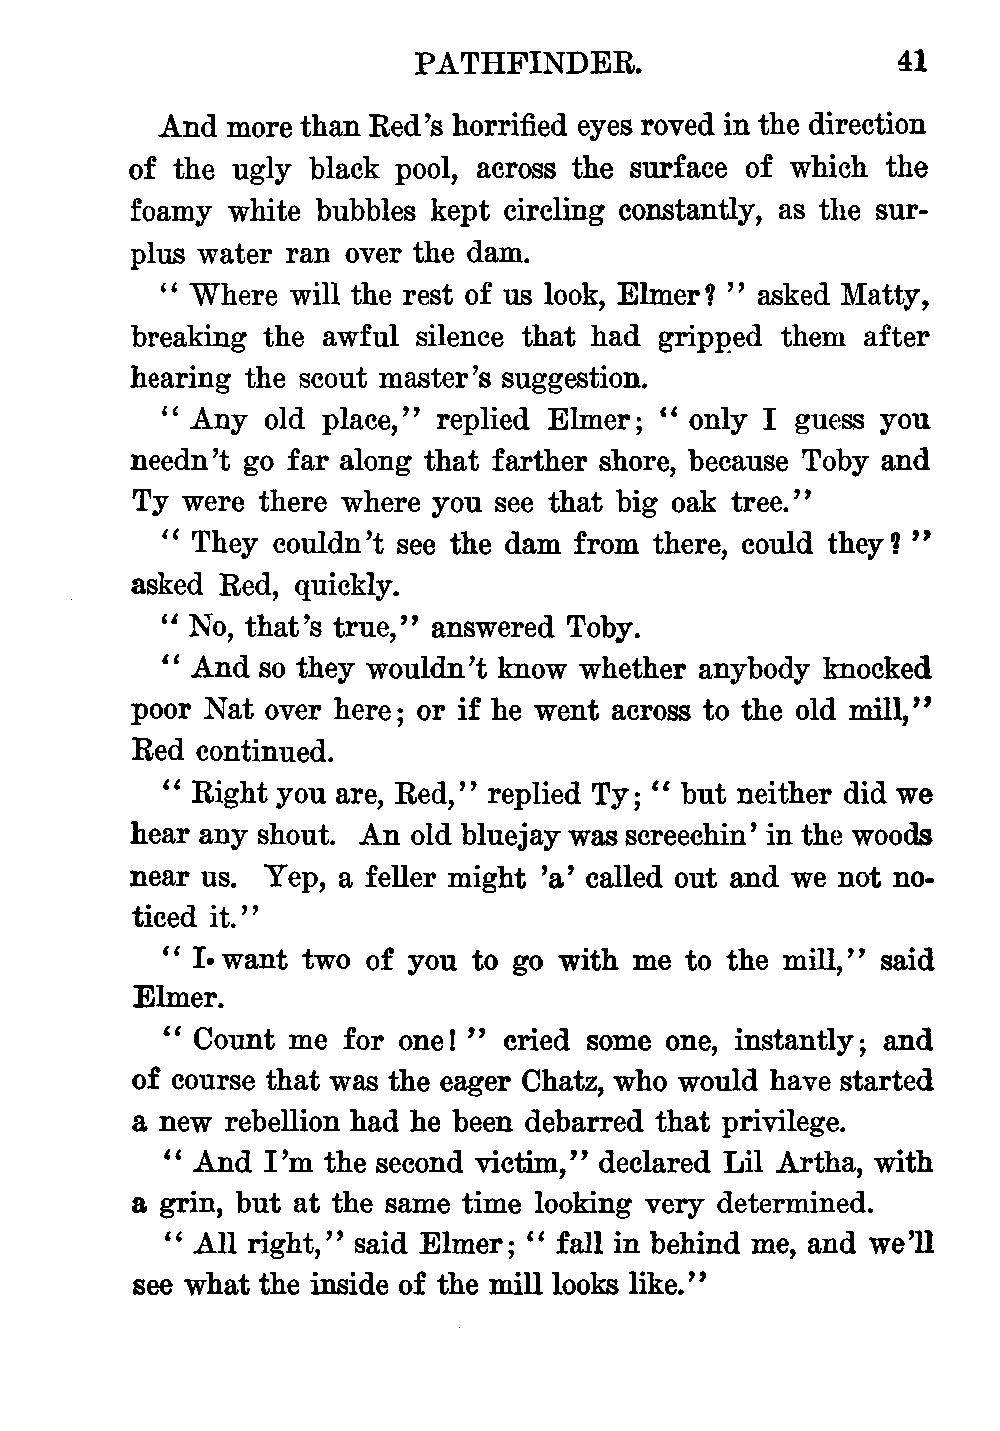 PATHFINDER. 41
And more than Red's horrified eyes roved in the direction
of the ugly black pool, across the surface of which the
foamy white bubbles kept circling constantly, as the sur-
plus water ran over the dam.
" Where will the rest of us look, Elmer? " asked Matty,
breaking the awful silence that had gripped them after
hearing the scout master's suggestion.
" Any old place," replied Elmer; " only I guess you
needn't go far along that farther shore, because Toby and
Ty were there where you see that big oak tree."
" They couldn't see the dam from there, could they? "
asked Red, quickly.
" No, that's true," answered Toby.
" And so they wouldn't know whether anybody knocked
poor Nat over here; or if he went across to the old mill,"
Red continued.
" Right you are, Red," replied Ty; " but neither did we
hear any shout. An old bluejay was screechin' in the woods
near us. Yep, a feller might 'a' called out and we not no-
ticed it."
" I want two of you to go with me to the mill," said
Elmer.
" Count me for one! " cried some one, instantly; and
of course that was the eager Chatz, who would have started
a new rebellion had he been debarred that privilege.
" And I'm the second victim," declared Lil Artha, with
a grin, but at the same time looking very determined.
" All right," said Elmer; " fall in behind me, and we'll
see what the inside of the mill looks like."